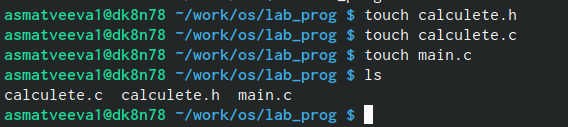 asmatveeva1@dk8n78 ~/work/os/lab_prog $ touch calculete.h
asmatveeva1@dk8n78 ~/work/os/lab_prog $ touch calculete.c
asmatveeva1@dk8n78 ~/work/os/lab_prog $ touch main.c
asmatveeva1@dk8n78 ~/work/os/lab_prog $ ls
calculete.c  calculete.h  main.c
asmatveeva1@dk8n78 ~/work/os/lab_prog $